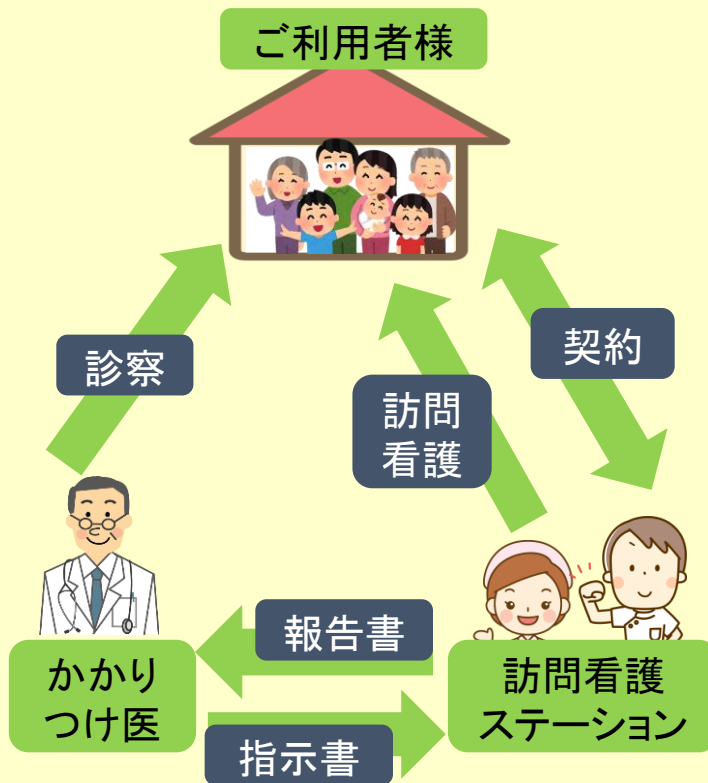 ご利用者様
診察
契約
訪問
看護
報告書
かかり
つけ医
訪問看護
ステーション
指示書